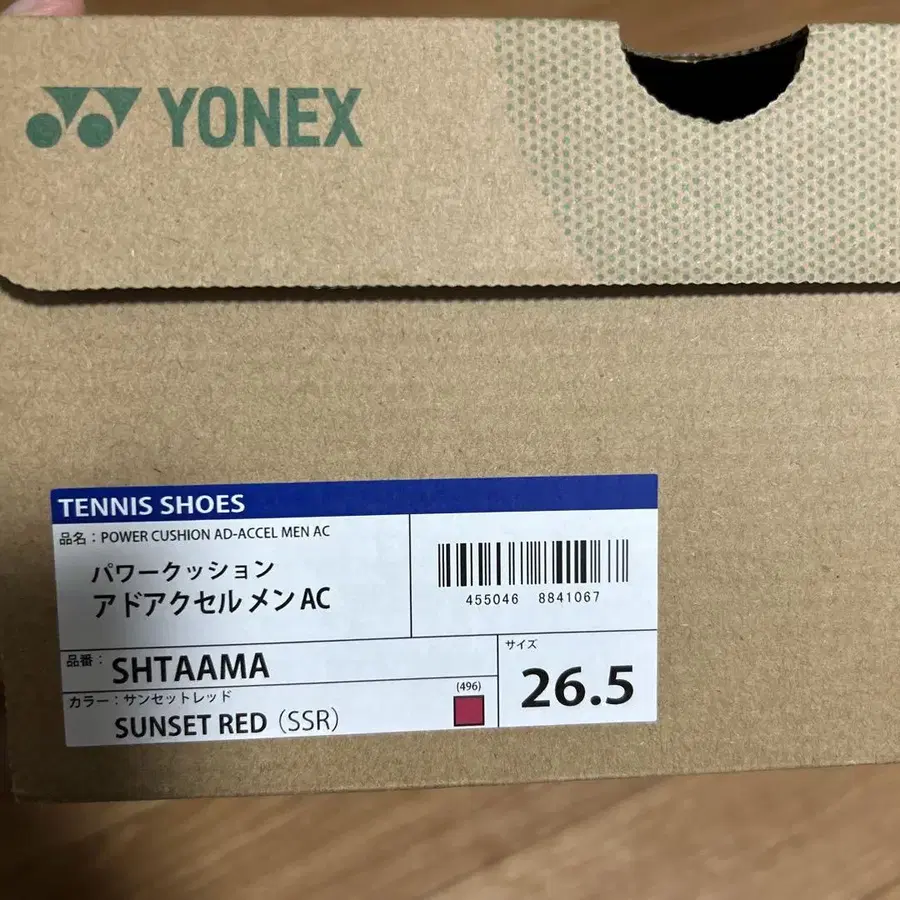 YONEX
TENNIS SHOES
品名：POWER CUSHION AD-ACCEL MEN AC
パワークッション
アドアクセル メン AC
455046 8841067
品番： SHTAAMA
サイズ
26.5
カラー：サンセットレッド
(496)
SUNSET RED（SSR）